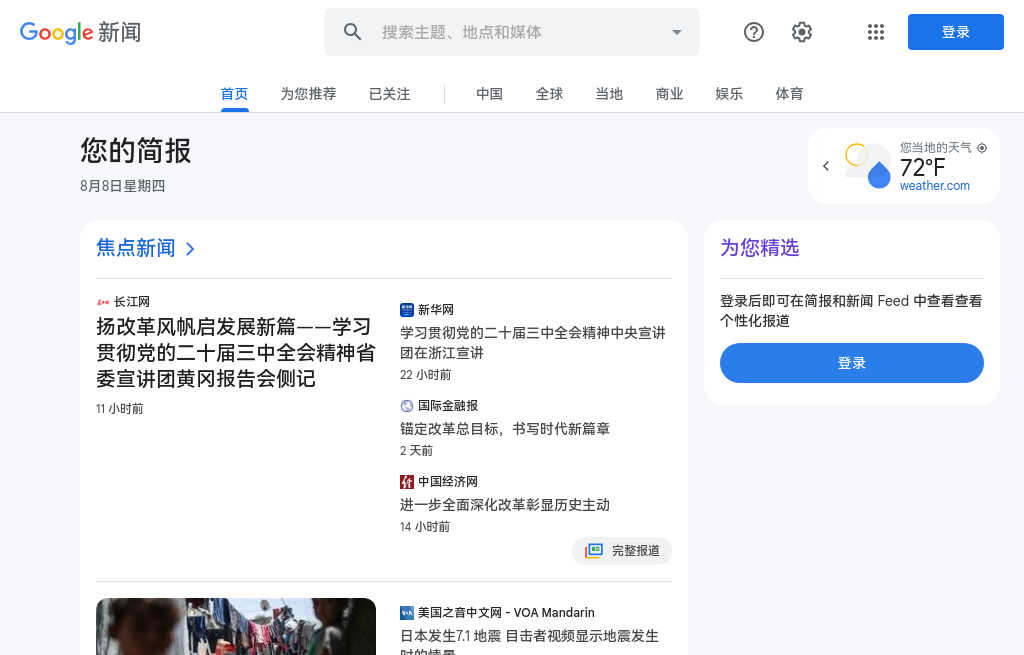 Google 新闻
搜索主题、地点和媒体
登录
首页
为您推荐
已关注
中国
全球
当地
商业
娱乐
体育
您的简报
8月8日星期四
您当地的天气
72°F
weather.com
焦点新闻
长江网
扬改革风帆启发展新篇——学习
贯彻党的二十届三中全会精神省
委宣讲团黄冈报告会侧记
11 小时前
新华网
学习贯彻党的二十届三中全会精神中央宣讲
团在浙江宣讲
22 小时前
国际金融报
锚定改革总目标，书写时代新篇章
2 天前
中国经济网
进一步全面深化改革彰显历史主动
14 小时前
完整报道
美国之音中文网 - VOA Mandarin
日本发生7.1 地震 目击者视频显示地震发生
时的情景
为您精选
登录后即可在简报和新闻 Feed 中查看查看
个性化报道
登录